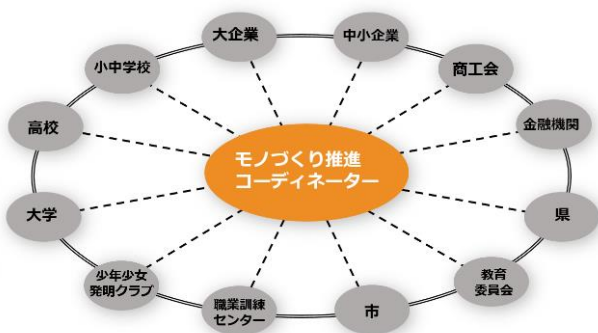 大企業
中小企業
小中学校
商工会
高校
金融機関
モノづくり推進
コーディネーター
大学
県
少年少女
発明クラブ
教育
委員会
職業訓練
センター
市